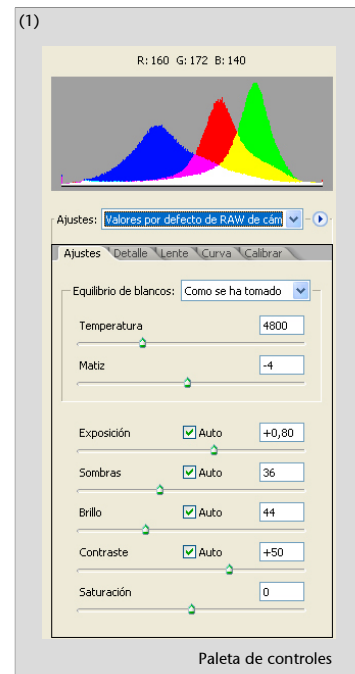 (1)
R: 160 G: 172 B: 140
Ajustes: Valores por defecto de RAW de cám
Ajustes Detalle Lente Curva Calibrar
Equilibrio de blancos: Como se ha tomado
Temperatura 4800
Matiz -4
Exposición Auto +0,80
Sombras Auto 36
Brillo Auto 44
Contraste Auto +50
Saturación 0
Paleta de controles